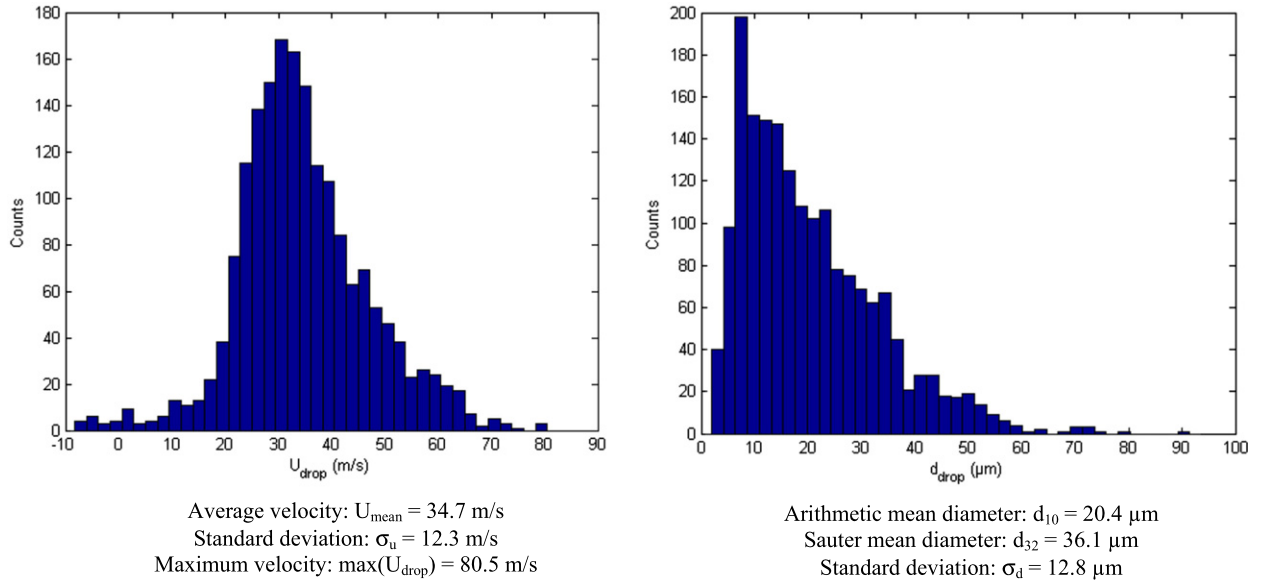 180
160
140
120
100
80
60
40
20
0
Counts
-10 0 10 20 30 40 50 60 70 80 90
U_drop (m/s)
Average velocity: U_mean = 34.7 m/s
Standard deviation: σ_u = 12.3 m/s
Maximum velocity: max(U_drop) = 80.5 m/s
200
180
160
140
120
100
80
60
40
20
0
Counts
0 10 20 30 40 50 60 70 80 90 100
d_drop (µm)
Arithmetic mean diameter: d₁₀ = 20.4 µm
Sauter mean diameter: d₃₂ = 36.1 µm
Standard deviation: σ_d = 12.8 µm